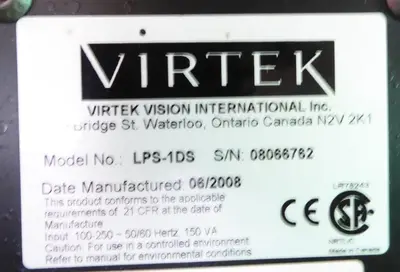 VIRTEK
VIRTEK VISION INTERNATIONAL Inc.
Bridge St. Waterloo, Ontario Canada N2V 2K1
Model No.: LPS-1DS S/N: 08066762
Date Manufactured 06/2008
This product conforms to the applicable
requirements of 21 CFR at the date of
Manufacture
Input: 100-250 - 50/60 Hertz, 150 VA
Caution: For use in a controlled environment.
Refer to manual for environmental conditions
CE